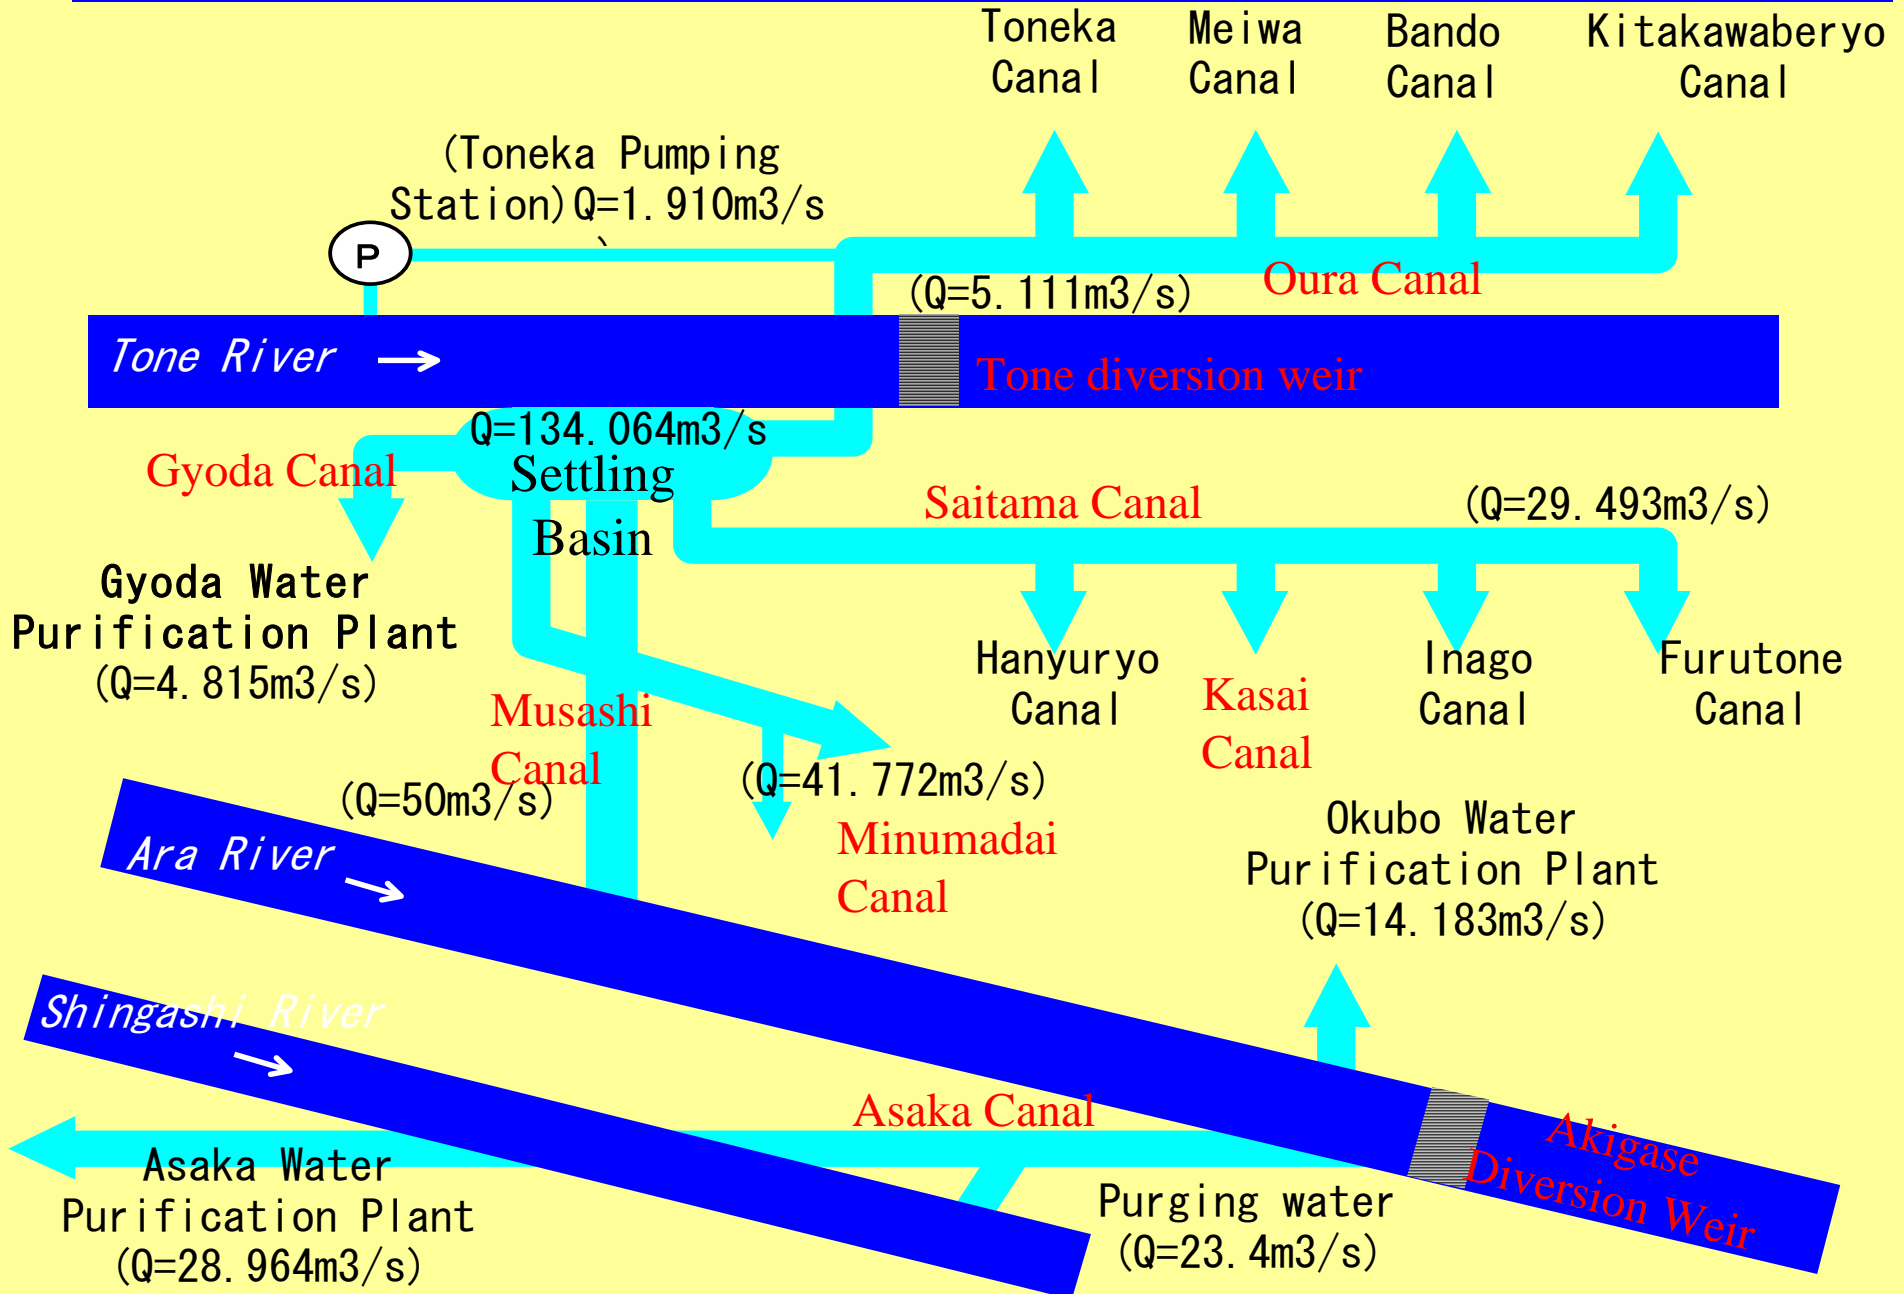 Toneka
Canal
Meiwa
Canal
Bando
Canal
Kitakawaberyo
Canal
(Toneka Pumping
Station)Q=1.910m3/s
、
P
(Q=5.111m3/s)
Oura Canal
Tone River →
Tone diversion weir
Q=134.064m3/s
Settling
Basin
Gyoda Canal
Saitama Canal
(Q=29.493m3/s)
Gyoda Water
Purification Plant
(Q=4.815m3/s)
Hanyuryo
Canal
Kasai
Canal
Inago
Canal
Furutone
Canal
Musashi
Canal
(Q=50m3/s)
(Q=41.772m3/s)
Minumadai
Canal
Okubo Water
Purification Plant
(Q=14.183m3/s)
Ara River →
Shingashi River
→
Asaka Canal
Akigase
Diversion Weir
Asaka Water
Purification Plant
(Q=28.964m3/s)
Purging water
(Q=23.4m3/s)